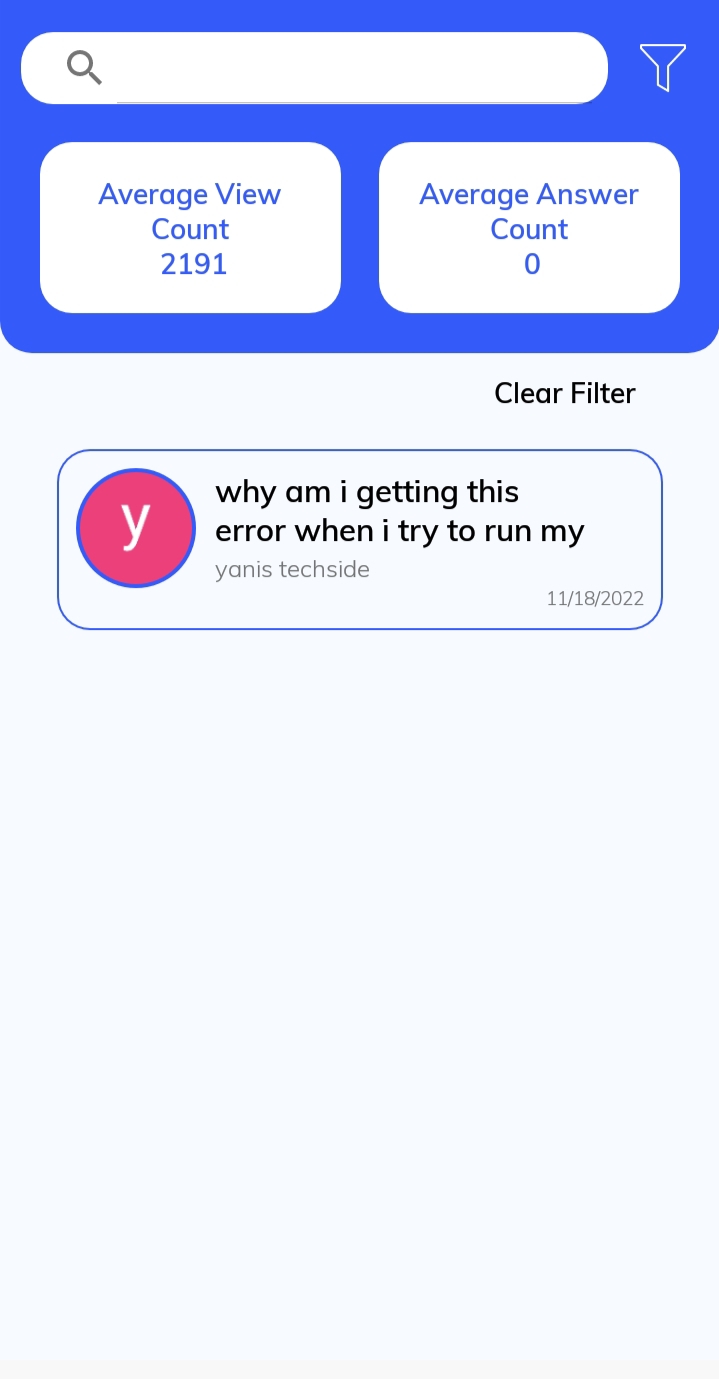 Average View
Count
2191
Average Answer
Count
0
Clear Filter
y
why am i getting this
error when i try to run my
yanis techside
11/18/2022